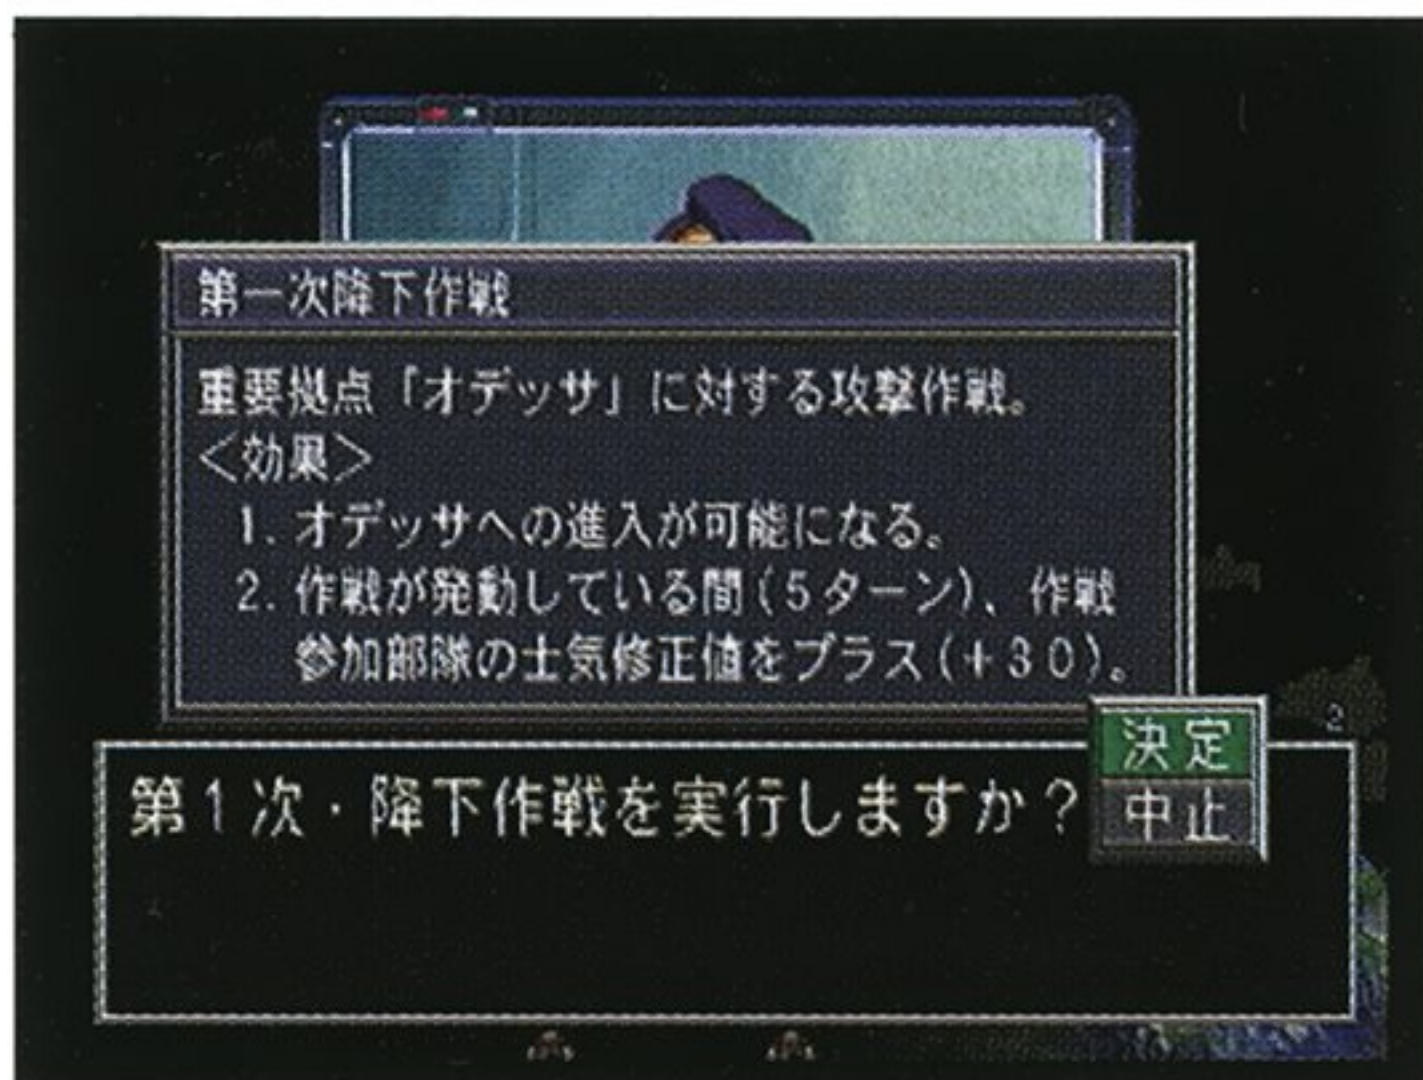 第一次降下作戦
重要拠点「オデッサ」に対する攻撃作戦。
＜効果＞
1. オデッサへの進入が可能になる。
2. 作戦が発動している間(5ターン)、作戦
参加部隊の士気修正値をプラス(+30)。
2
決定
第1次・降下作戦を実行しますか？
中止